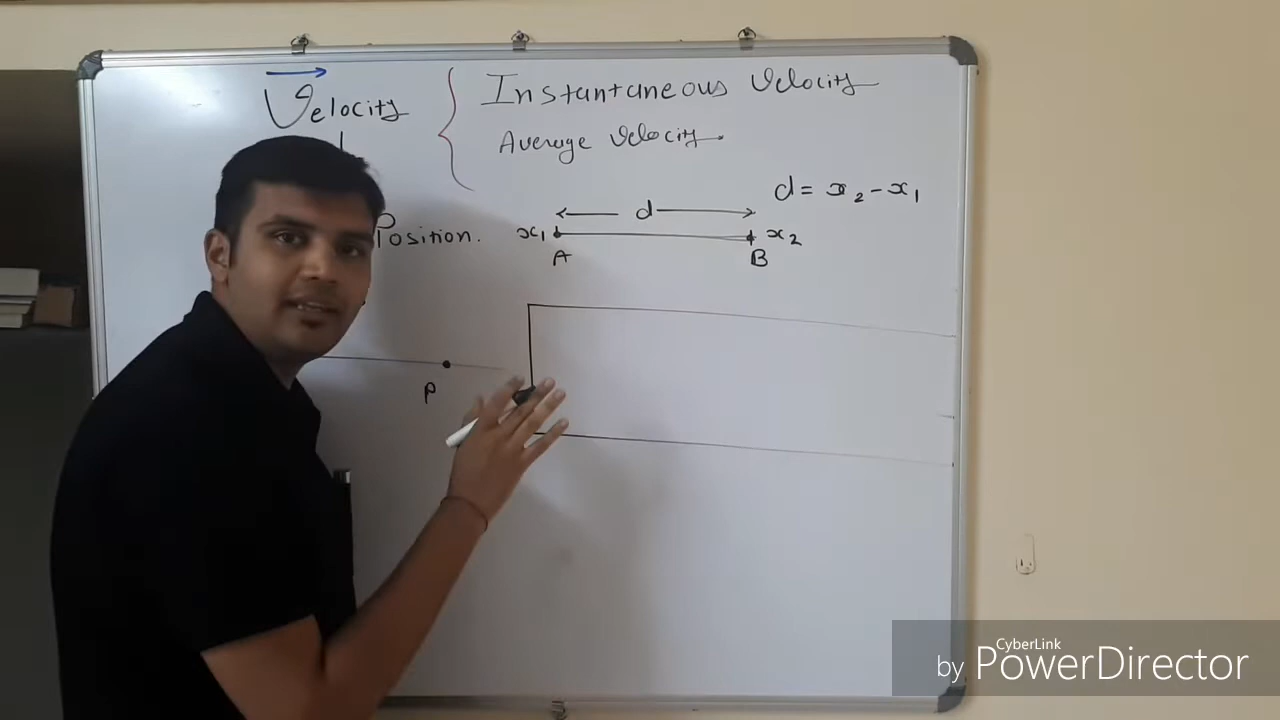 Velocity
Instantaneous Velocity
Average Velocity
d = x₂ - x₁
d
Position.
x₁
x₂
A
B
P
CyberLink
by PowerDirector